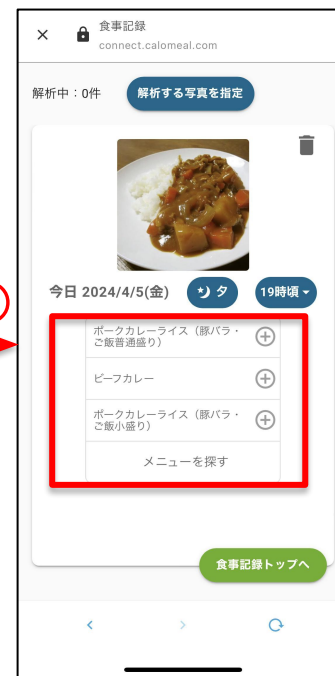 食事記録
connect.calomeal.com
解析中：0件
解析する写真を指定
今日 2024/4/5(金)
夕
19時頃
ポークカレーライス（豚バラ・
ご飯普通盛り）
ビーフカレー
ポークカレーライス（豚バラ・
ご飯小盛り）
メニューを探す
食事記録トップへ